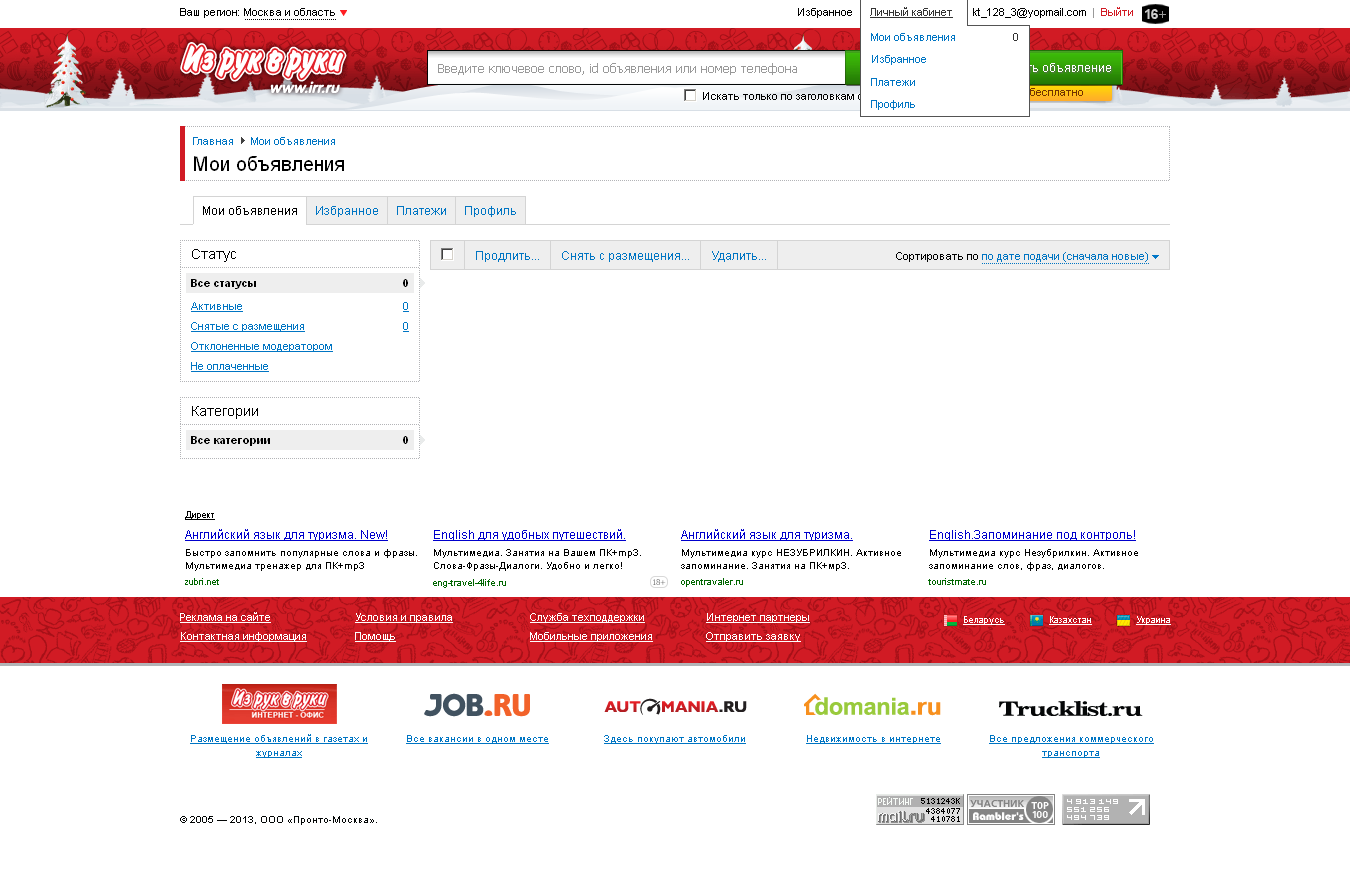 Ваш регион: Москва и область
Избранное
Личный кабинет
kt_128_3@yopmail.com | Выйти
16+
Мои объявления 0
Избранное
Платежи
Профиль
Из рук в руки
www.irr.ru
Введите ключевое слово, id объявления или номер телефона
объявление
бесплатно
Искать только по заголовкам
Главная Мои объявления
Мои объявления
Мои объявления Избранное Платежи Профиль
Статус
Все статусы 0
Активные 0
Снятые с размещения 0
Отклоненные модератором
Не оплаченные
Продлить... Снять с размещения... Удалить...
Сортировать по по дате подачи (сначала новые)
Категории
Все категории 0
Директ
Английский язык для туризма. New!
Быстро запомнить популярные слова и фразы.
Мультимедиа тренажер для ПК+mp3
zubri.net
English для удобных путешествий.
Мультимедиа. Занятия на Вашем ПК+mp3.
Слова-Фразы-Диалоги. Удобно и легко!
eng-travel-4life.ru
18+
Английский язык для туризма.
Мультимедиа курс НЕЗУБРИЛКИН. Активное
запоминание. Занятия на ПК+мр3.
opentravaler.ru
English.Запоминание под контроль!
Мультимедиа курс Незубрилкин. Активное
запоминание слов, фраз, диалогов.
touristmate.ru
Реклама на сайте
Контактная информация
Условия и правила
Помощь
Служба техподдержки
Мобильные приложения
Интернет партнеры
Отправить заявку
Беларусь Казахстан Украина
Из рук в руки
ИНТЕРНЕТ - ОФИС
Размещение объявлений в газетах и
журналах
JOB.RU
Все вакансии в одном месте
AUTOMANIA.RU
Здесь покупают автомобили
domania.ru
Недвижимость в интернете
Trucklist.ru
Все предложения коммерческого
транспорта
© 2005 — 2013, ООО «Пронто-Москва».
РЕЙТИНГ 5131243K
4384077
mail.ru 410781
УЧАСТНИК
Rambler's
TOP
100
4 913 149
551 256
494 739